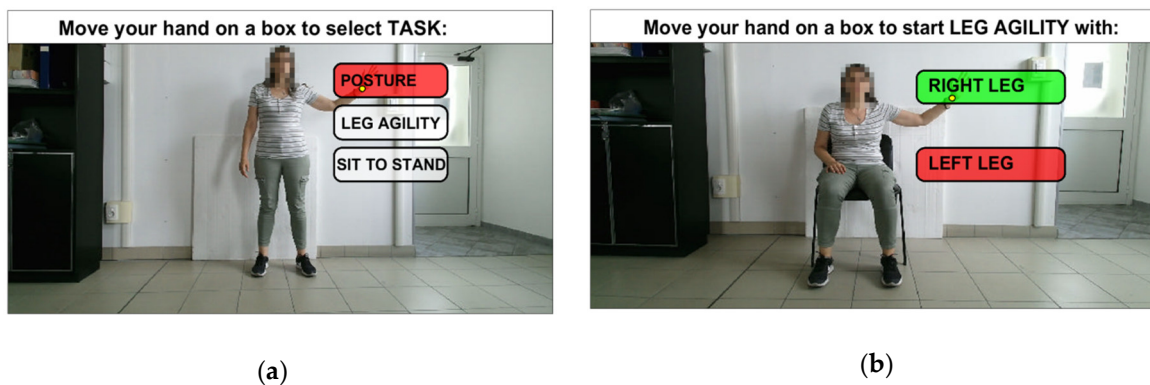 Move your hand on a box to select TASK:
POSTURE
LEG AGILITY
SIT TO STAND
(a)
Move your hand on a box to start LEG AGILITY with:
RIGHT LEG
LEFT LEG
(b)